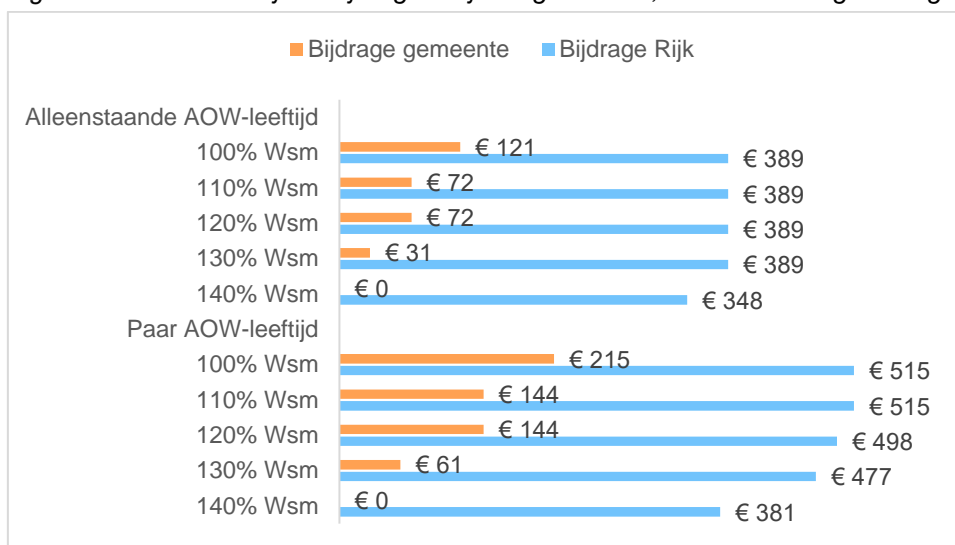 Bijdrage gemeente Bijdrage Rijk
Alleenstaande AOW-leeftijd
100% Wsm € 121 € 389
110% Wsm € 72 € 389
120% Wsm € 72 € 389
130% Wsm € 31 € 389
140% Wsm € 0 € 348
Paar AOW-leeftijd
100% Wsm € 215 € 515
110% Wsm € 144 € 515
120% Wsm € 144 € 498
130% Wsm € 61 € 477
140% Wsm € 0 € 381